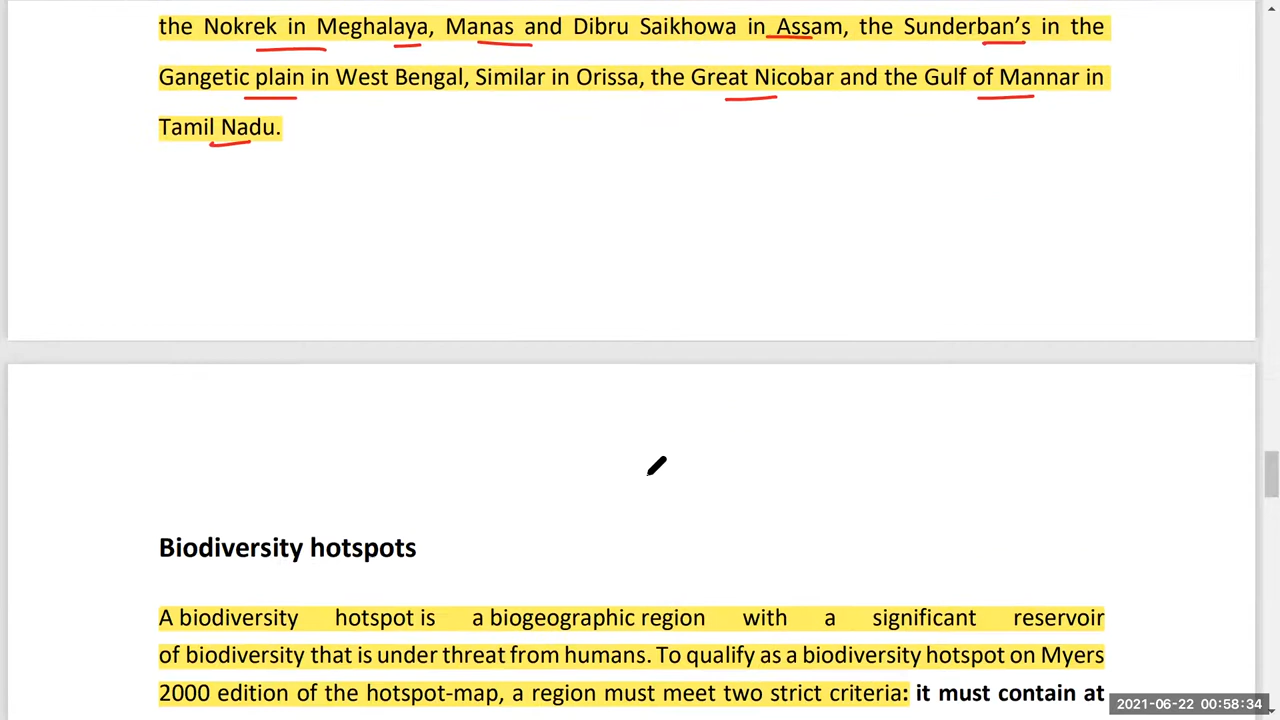 the Nokrek in Meghalaya, Manas and Dibru Saikhowa in Assam, the Sunderban's in the
Gangetic plain in West Bengal, Similar in Orissa, the Great Nicobar and the Gulf of Mannar in
Tamil Nadu.
Biodiversity hotspots
A biodiversity hotspot is a biogeographic region with a significant reservoir
of biodiversity that is under threat from humans. To qualify as a biodiversity hotspot on Myers
2000 edition of the hotspot-map, a region must meet two strict criteria: it must contain at
2021-06-22 00:58:34